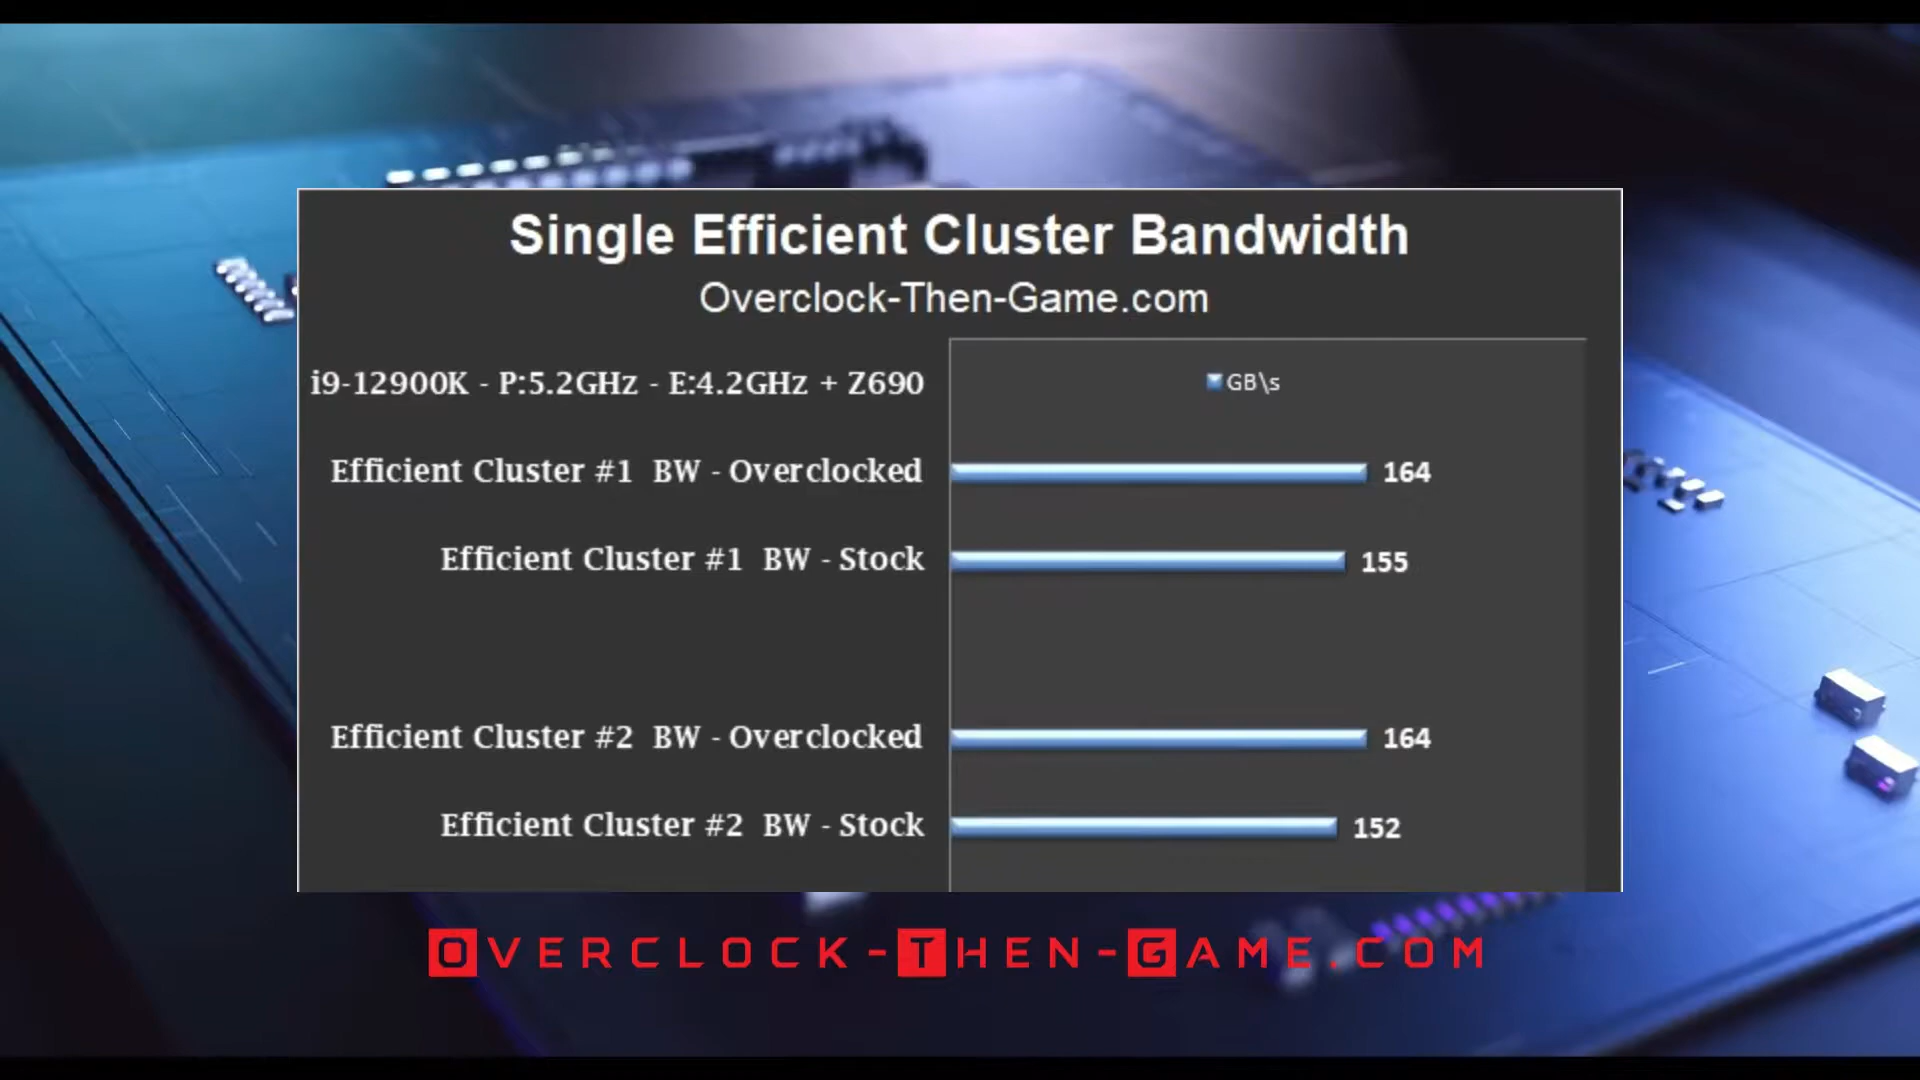 Single Efficient Cluster Bandwidth
Overclock-Then-Game.com
i9-12900K - P:5.2GHz - E:4.2GHz + Z690
GB\s
Efficient Cluster #1  BW - Overclocked 164
Efficient Cluster #1  BW - Stock 155
Efficient Cluster #2  BW - Overclocked 164
Efficient Cluster #2  BW - Stock 152
OVERCLOCK-THEN-GAME.COM